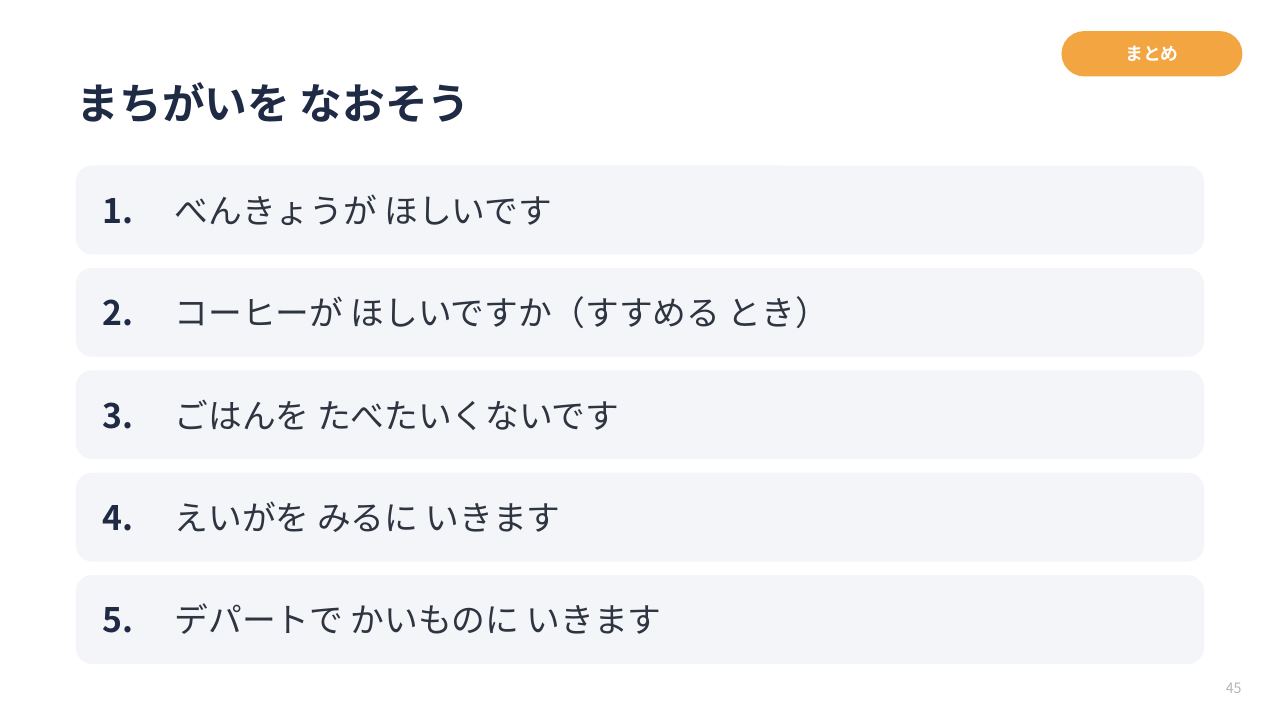 まとめ
まちがいを なおそう
1. べんきょうが ほしいです
2. コーヒーが ほしいですか（すすめる とき）
3. ごはんを たべたいくないです
4. えいがを みるに いきます
5. デパートで かいものに いきます
45